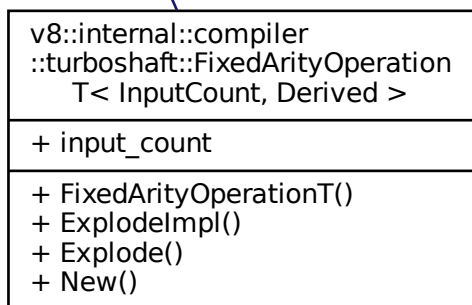 v8::internal::compiler
::turboshaft::FixedArityOperation
T< InputCount, Derived >
+ input_count
+ FixedArityOperationT()
+ ExplodeImpl()
+ Explode()
+ New()